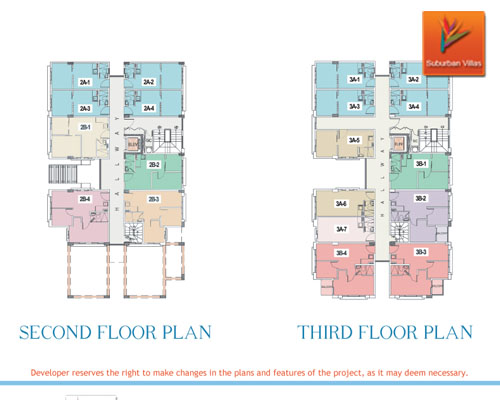 Suburban Villas
2A-1
2A-2
2A-3
2A-4
2B-1
ELEV
2B-2
2B-4
2B-3
HALLWAY
3A-1
3A-2
3A-3
3A-4
3A-5
ELEV
3B-1
3A-6
3B-2
3A-7
3B-4
3B-3
HALLWAY
SECOND FLOOR PLAN
THIRD FLOOR PLAN
Developer reserves the right to make changes in the plans and features of the project, as it may deem necessary.